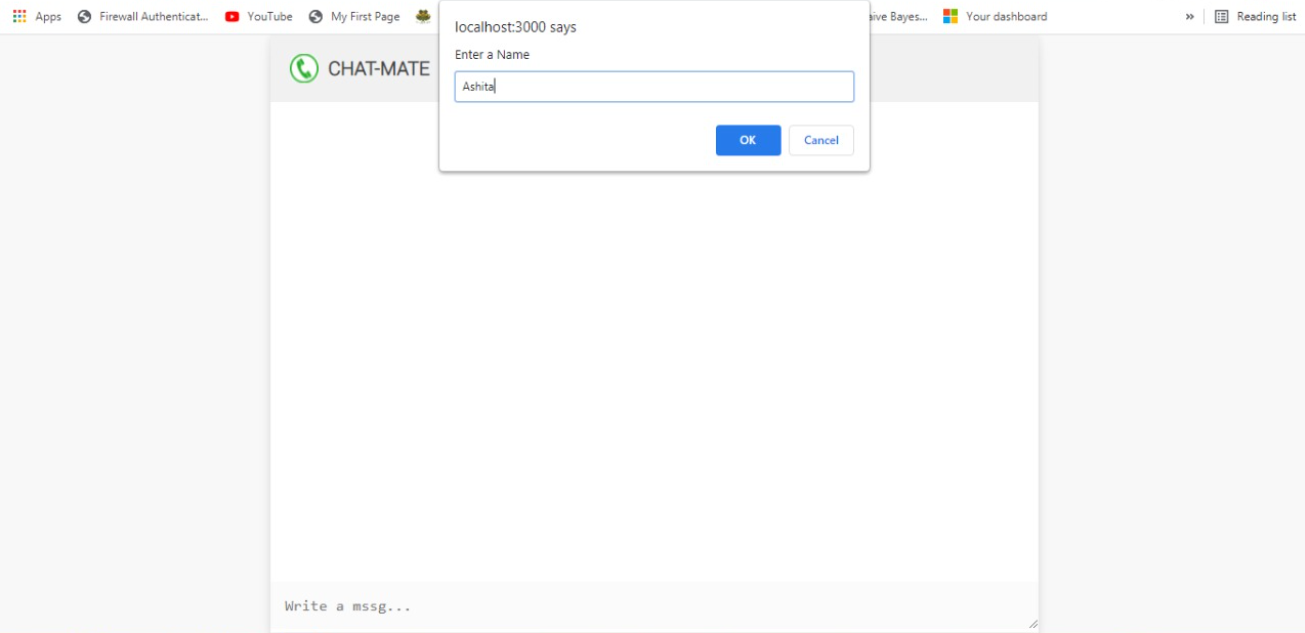 Apps Firewall Authenticat... YouTube My First Page Bayes... Your dashboard » Reading list
localhost:3000 says
Enter a Name
CHAT-MATE
Ashita
OK Cancel
Write a mssg...